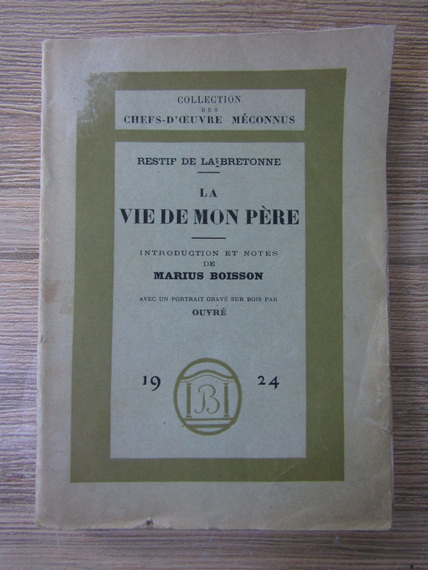 COLLECTION
DES
CHEFS-D'ŒUVRE MÉCONNUS
RESTIF DE LA BRETONNE
LA
VIE DE MON PÈRE
INTRODUCTION ET NOTES
DE
MARIUS BOISSON
AVEC UN PORTRAIT GRAVÉ SUR BOIS PAR
OUVRÉ
19 B 24